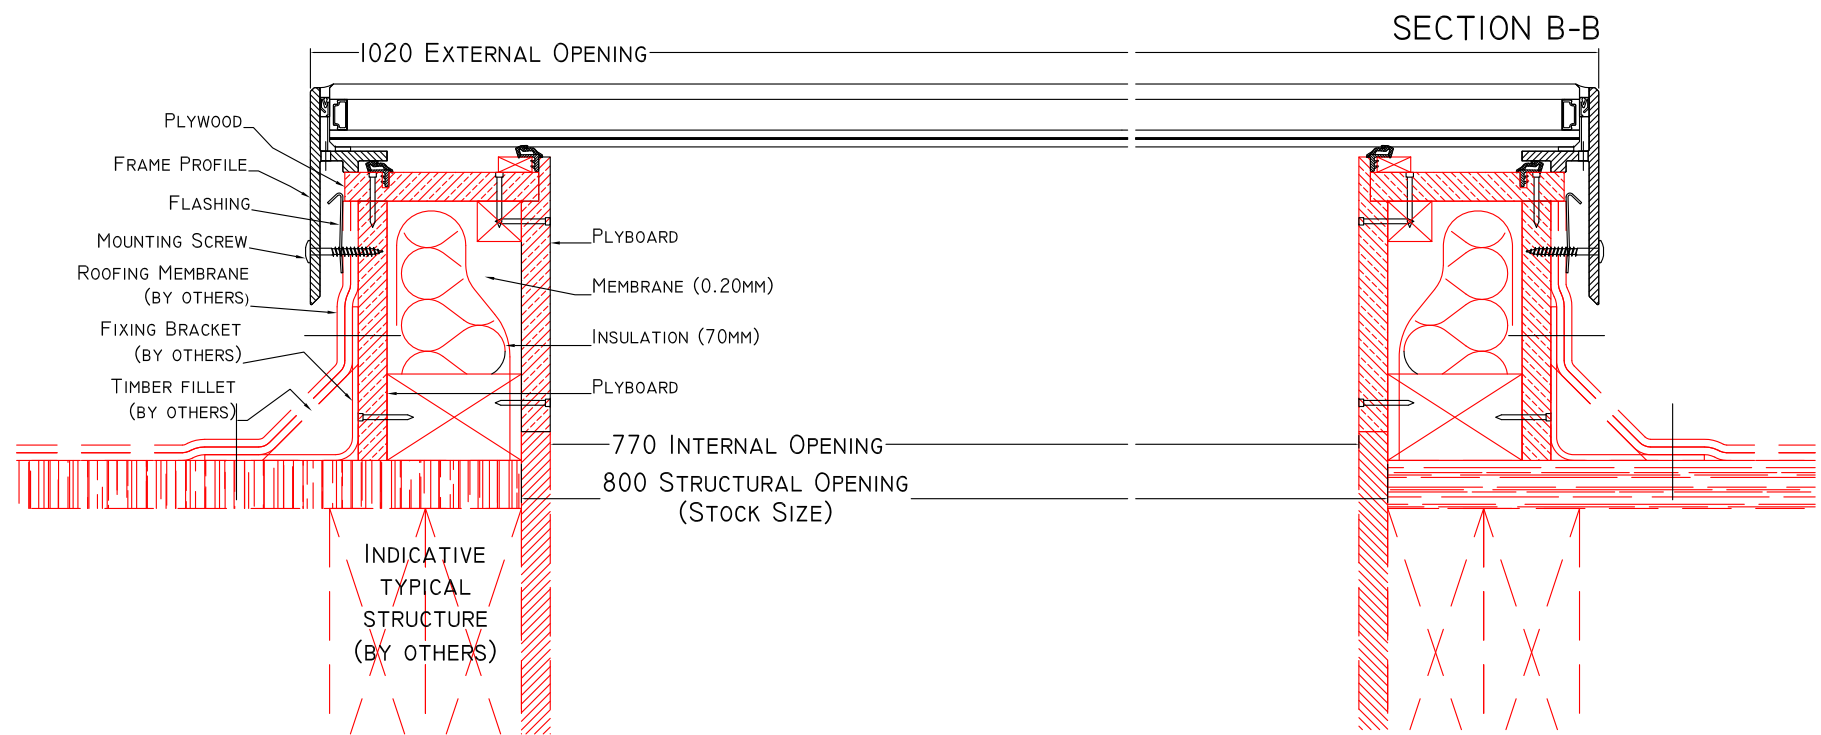 SECTION B-B
1020 EXTERNAL OPENING
PLYWOOD
FRAME PROFILE
FLASHING
MOUNTING SCREW
ROOFING MEMBRANE
(BY OTHERS)
FIXING BRACKET
(BY OTHERS)
TIMBER FILLET
(BY OTHERS)
PLYBOARD
MEMBRANE (0.20MM)
INSULATION (70MM)
PLYBOARD
770 INTERNAL OPENING
800 STRUCTURAL OPENING
(STOCK SIZE)
INDICATIVE
TYPICAL
STRUCTURE
(BY OTHERS)